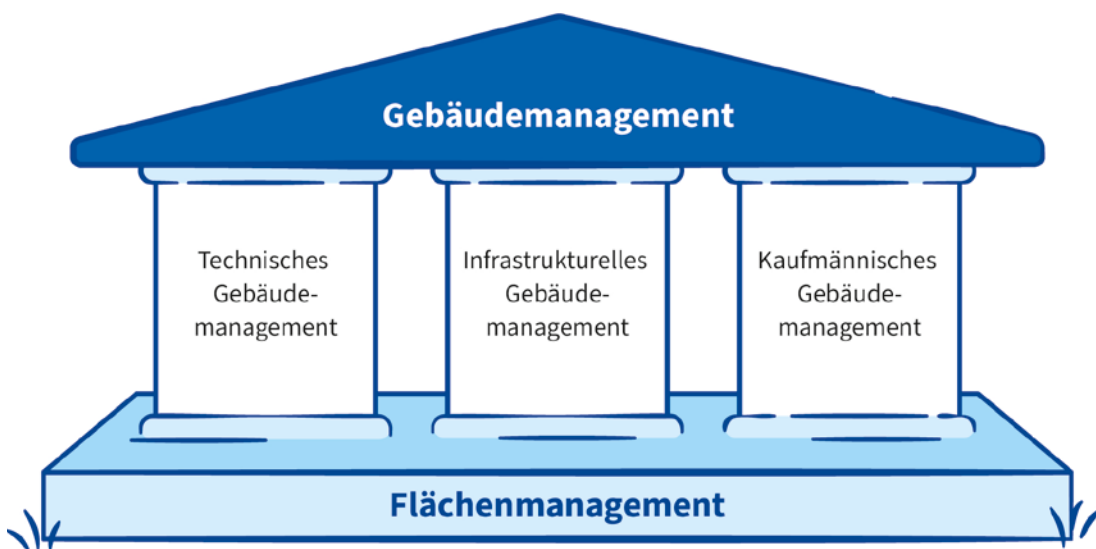 Gebäudemanagement
Technisches
Gebäude-
management
Infrastrukturelles
Gebäude-
management
Kaufmännisches
Gebäude-
management
Flächenmanagement